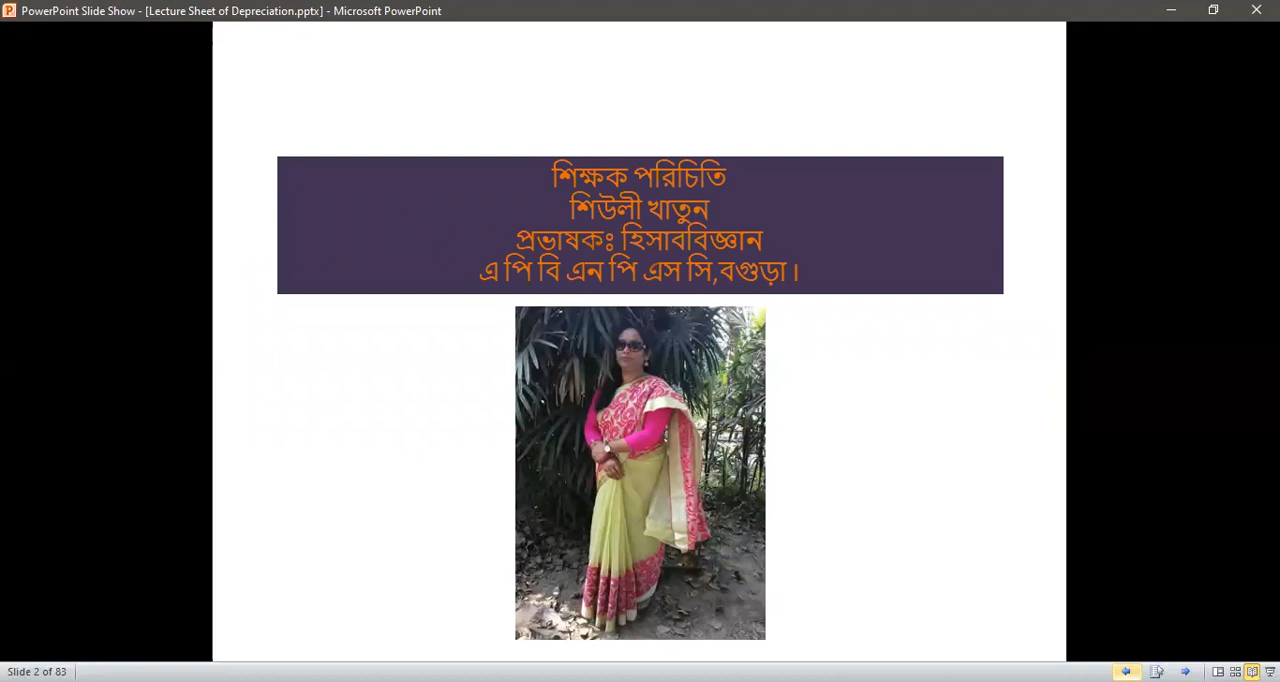 PowerPoint Slide Show - [Lecture Sheet of Depreciation.pptx] - Microsoft PowerPoint
শিক্ষক পরিচিতি
শিউলী খাতুন
প্রভাষকঃ হিসাববিজ্ঞান
এ পি বি এন পি এস সি,বগুড়া।
Slide 2 of 83